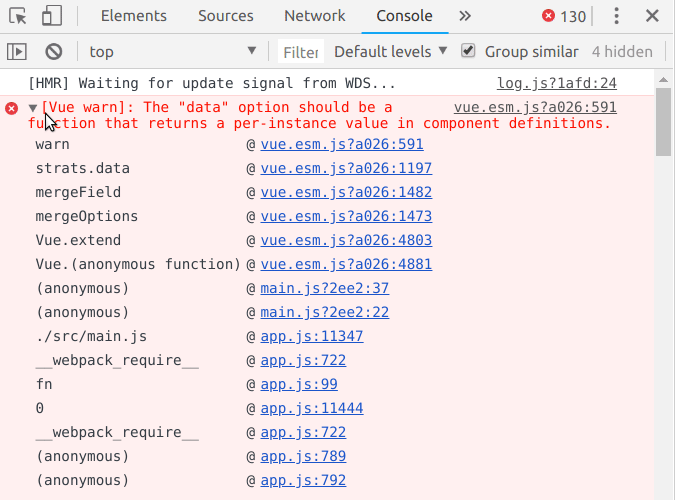 Elements Sources Network Console 130
top Filter Default levels Group similar 4 hidden
[HMR] Waiting for update signal from WDS... log.js?1afd:24
[Vue warn]: The "data" option should be a vue.esm.js?a026:591
function that returns a per-instance value in component definitions.
warn @ vue.esm.js?a026:591
strats.data @ vue.esm.js?a026:1197
mergeField @ vue.esm.js?a026:1482
mergeOptions @ vue.esm.js?a026:1473
Vue.extend @ vue.esm.js?a026:4803
Vue.(anonymous function) @ vue.esm.js?a026:4881
(anonymous) @ main.js?2ee2:37
(anonymous) @ main.js?2ee2:22
./src/main.js @ app.js:11347
__webpack_require__ @ app.js:722
fn @ app.js:99
0 @ app.js:11444
__webpack_require__ @ app.js:722
(anonymous) @ app.js:789
(anonymous) @ app.js:792